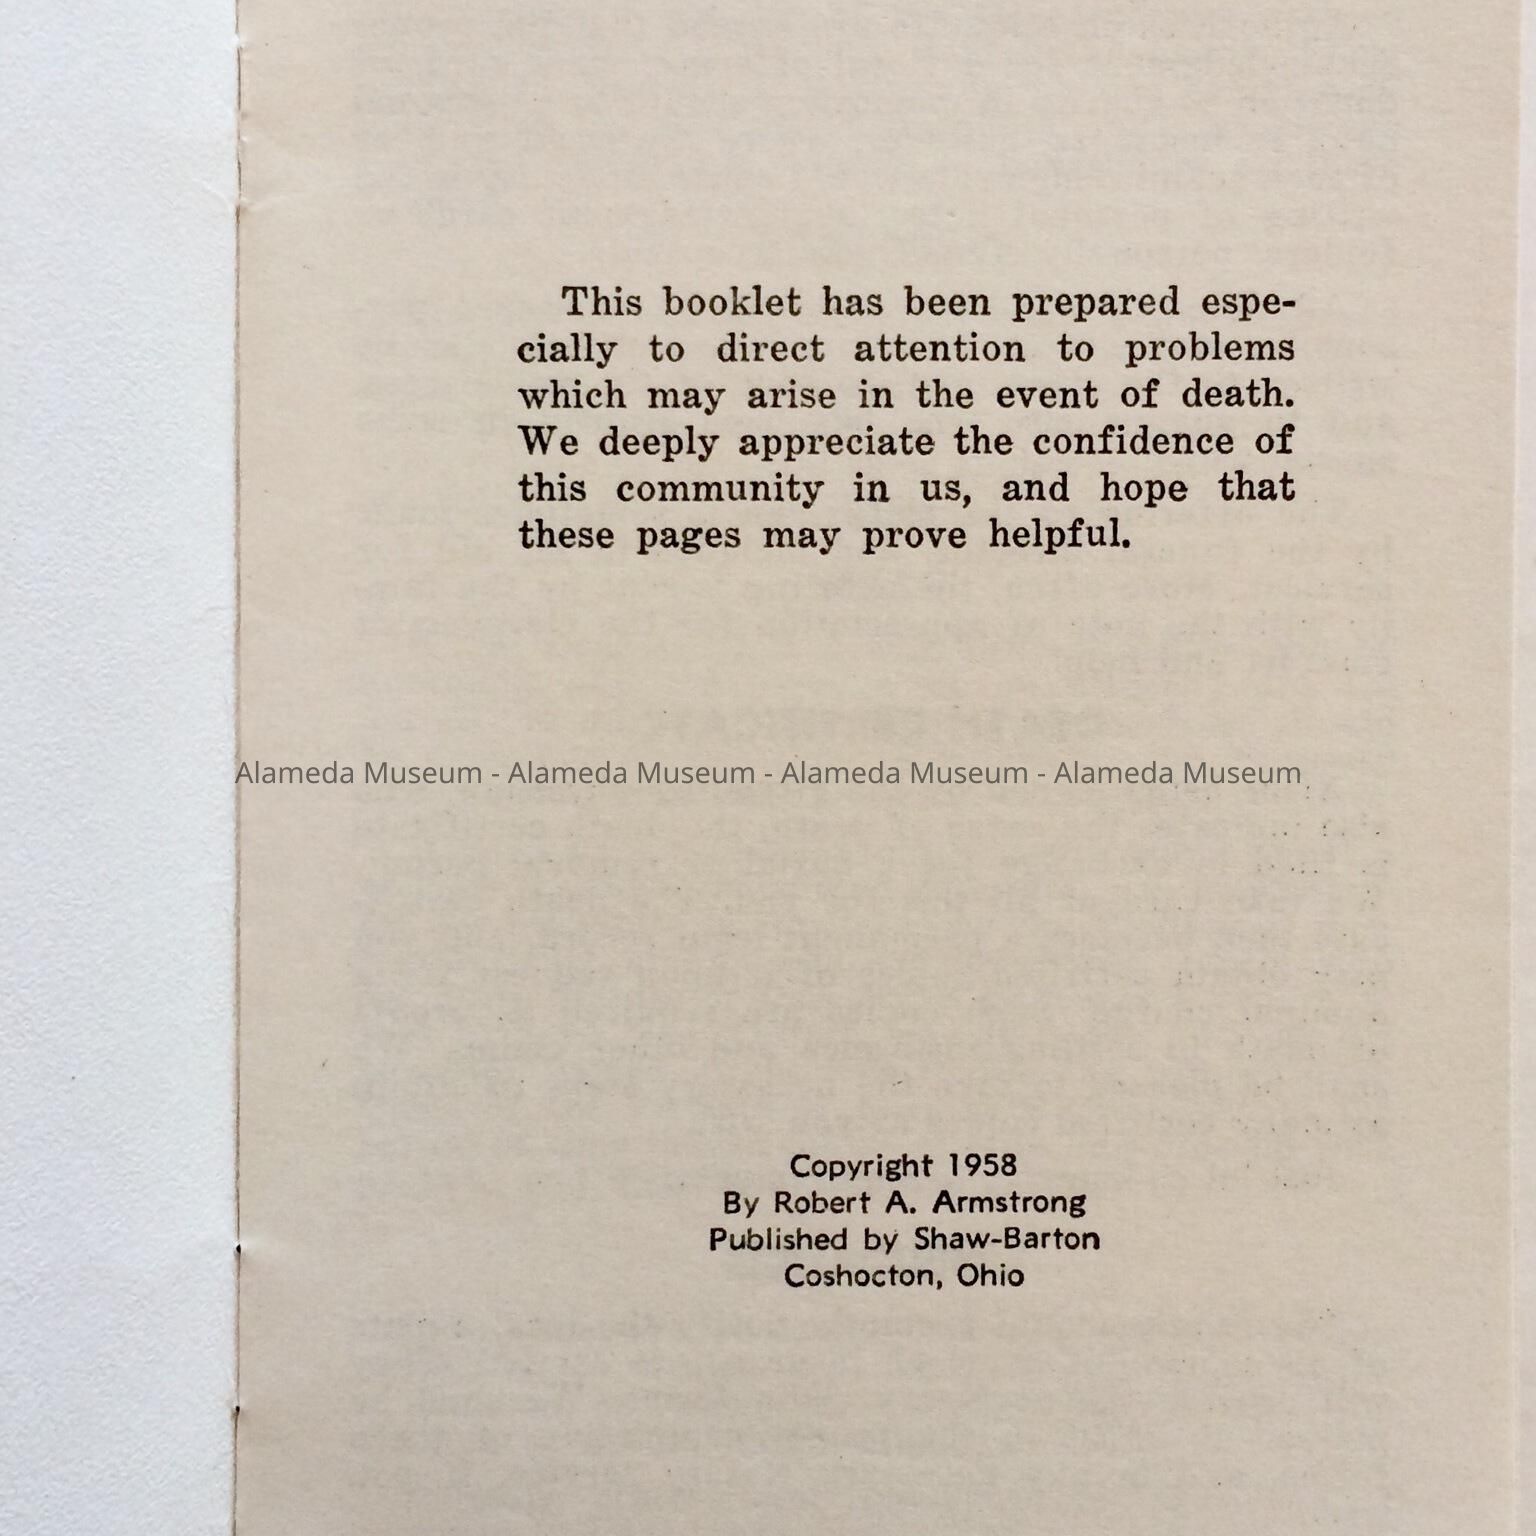 This booklet has been prepared espe-
cially to direct attention to problems
which may arise in the event of death.
We deeply appreciate the confidence of
this community in us, and hope that
these pages may prove helpful.
Alameda Museum - Alameda Museum - Alameda Museum - Alameda Museum
Copyright 1958
By Robert A. Armstrong
Published by Shaw-Barton
Coshocton, Ohio